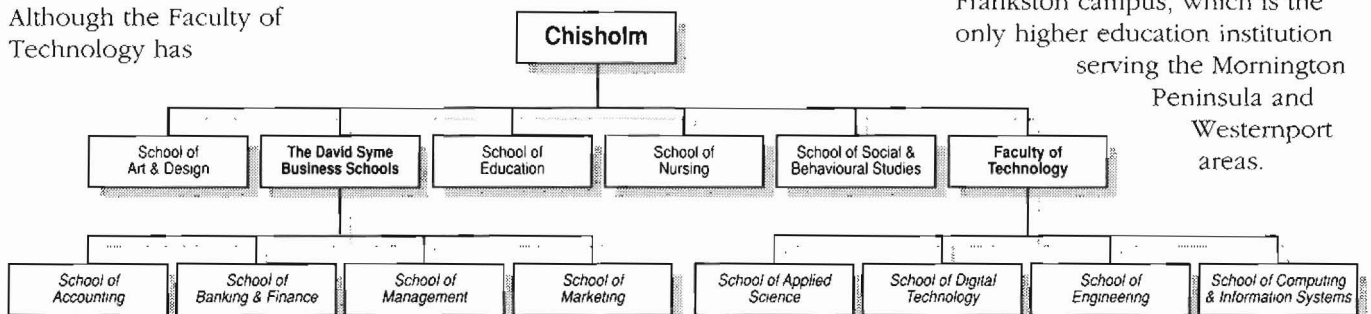 Although the Faculty of
Technology has
Frankston campus, which is the
only higher education institution
serving the Mornington
Peninsula and
Westernport
areas.
Chisholm
School of
Art & Design
The David Syme
Business Schools
School of
Education
School of
Nursing
School of Social &
Behavioural Studies
Faculty of
Technology
School of
Accounting
School of
Banking & Finance
School of
Management
School of
Marketing
School of Applied
Science
School of Digital
Technology
School of
Engineering
School of Computing
& Information Systems